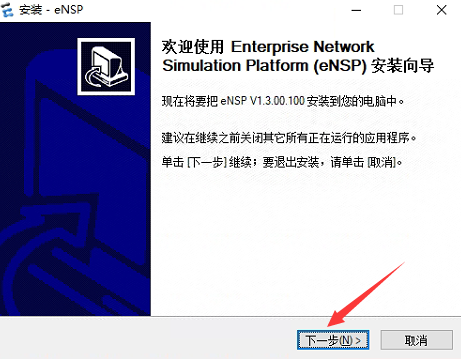 安装 - eNSP
欢迎使用 Enterprise Network
Simulation Platform (eNSP) 安装向导
现在将要把 eNSP V1.3.00.100 安装到您的电脑中。
建议在继续之前关闭其它所有正在运行的应用程序。
单击 [下一步] 继续；要退出安装，请单击 [取消]。
下一步(N) >
取消